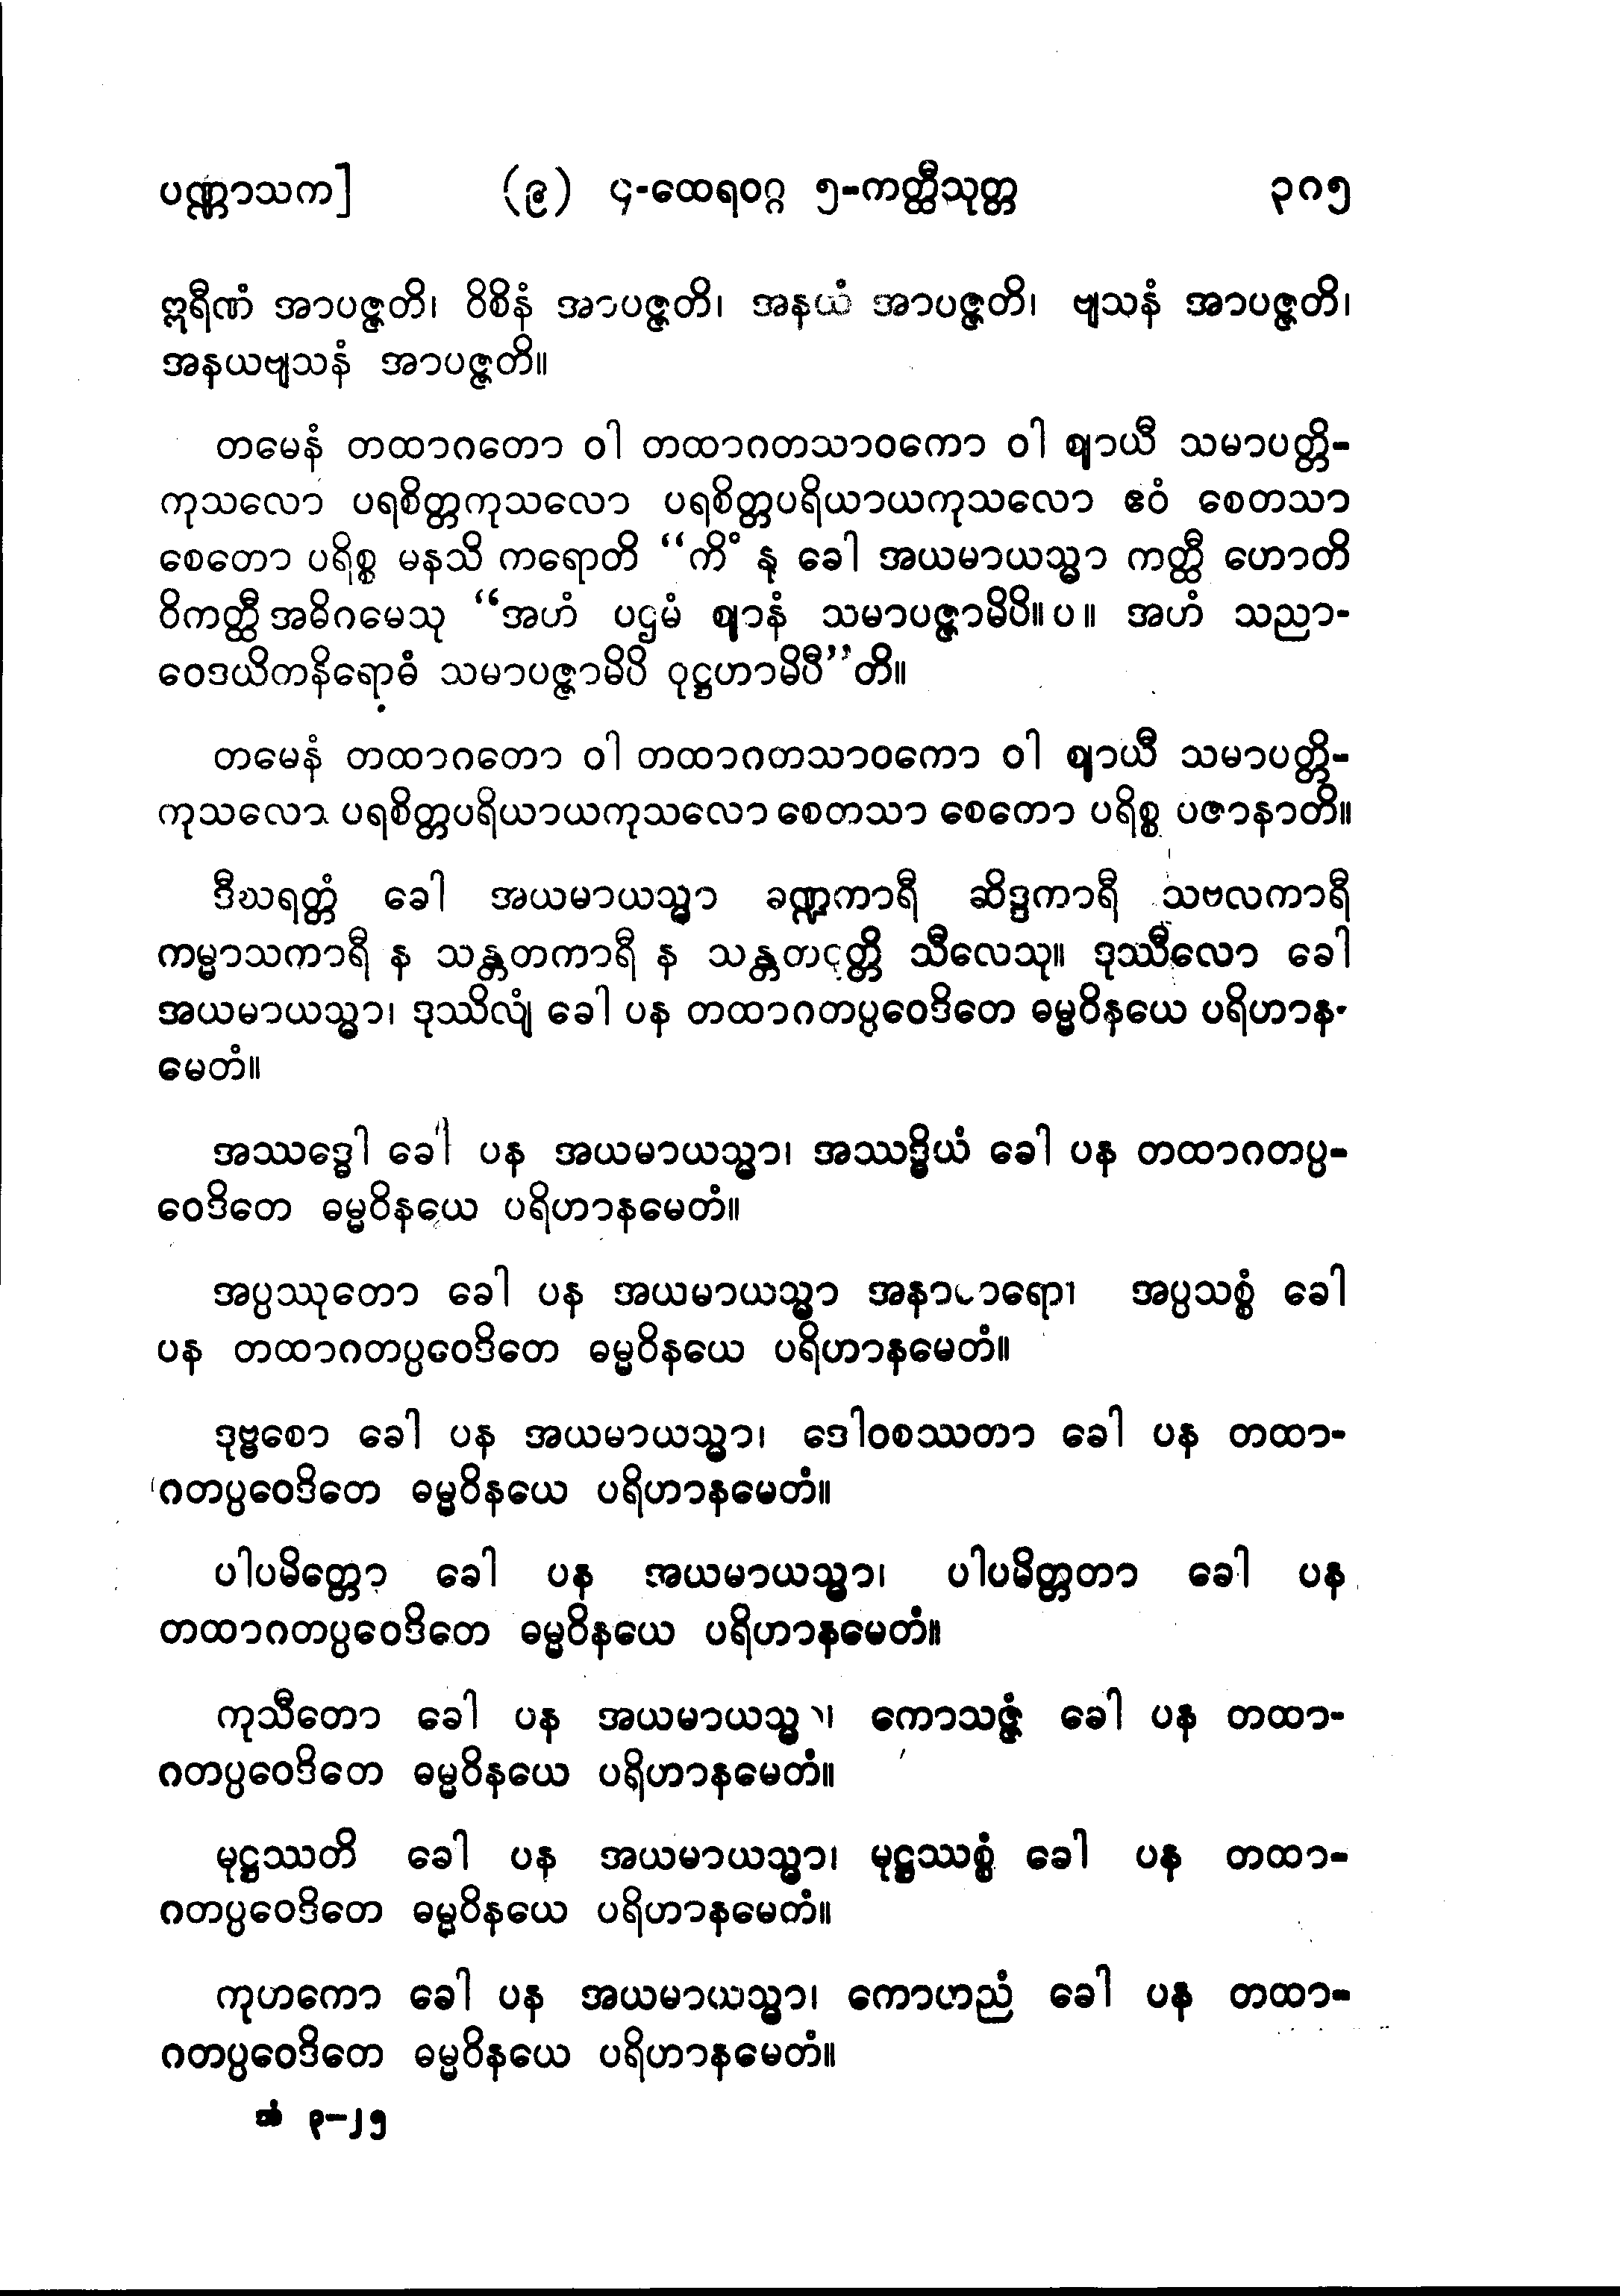 ပဏ္ဏာသက]   (၉) ၄-ထေရဝဂ္ဂ ၅-ကတ္ထီသုတ္တ   ၃၈၅
ဣရီဏံ အာပဇ္ဇတိ၊ ဝိစိနံ အာပဇ္ဇတိ၊ အနယံ အာပဇ္ဇတိ၊ ဗျသနံ အာပဇ္ဇတိ၊
အနယဗျသနံ အာပဇ္ဇတိ။
တမေနံ တထာဂတော ဝါ တထာဂတသာဝကော ဝါ ဈာယီ သမာပတ္တိ-
ကုသလော ပရစိတ္တကုသလော ပရစိတ္တပရိယာယကုသလော ဧဝံ စေတသာ
စေတော ပရိစ္စ မနသိ ကရောတိ “ကိံ နု ခေါ အယမာယသ္မာ ကတ္ထီ ဟောတိ
ဝိကတ္ထီ အဓိဂမေသု “အဟံ ပဌမံ ဈာနံ သမာပဇ္ဇာမိပိ။ပ။ အဟံ သညာ-
ဝေဒယိကနိရောဓံ သမာပဇ္ဇာမိပိ ဝုဋ္ဌဟာမိပီ”တိ။
တမေနံ တထာဂတော ဝါ တထာဂတသာဝကော ဝါ ဈာယီ သမာပတ္တိ-
ကုသလော ပရစိတ္တပရိယာယကုသလော စေတသာ စေတော ပရိစ္စ ပဇာနာတိ။
ဒီဃရတ္တံ ခေါ အယမာယသ္မာ ခဏ္ဍကာရီ ဆိဒ္ဒကာရီ သဗလကာရီ
ကမ္မာသကာရီ န သန္တတကာရီ န သန္တတဝုတ္တိ သီလေသု။ ဒုဿီလော ခေါ
အယမာယသ္မာ၊ ဒုဿိလျံ ခေါ ပန တထာဂတပ္ပဝေဒိတေ ဓမ္မဝိနယေ ပရိဟာန-
မေတံ။
အဿဒ္ဓေါ ခေါ ပန အယမာယသ္မာ၊ အဿဒ္ဓိယံ ခေါ ပန တထာဂတပ္ပ-
ဝေဒိတေ ဓမ္မဝိနယေ ပရိဟာနမေတံ။
အပ္ပဿုတော ခေါ ပန အယမာယသ္မာ အနာစာရော၊ အပ္ပသစ္စံ ခေါ
ပန တထာဂတပ္ပဝေဒိတေ ဓမ္မဝိနယေ ပရိဟာနမေတံ။
ဒုဗ္ဗစော ခေါ ပန အယမာယသ္မာ၊ ဒေါဝစဿတာ ခေါ ပန တထာ-
ဂတပ္ပဝေဒိတေ ဓမ္မဝိနယေ ပရိဟာနမေတံ။
ပါပမိတ္တော ခေါ ပန အယမာယသ္မာ၊ ပါပမိတ္တတာ ခေါ ပန
တထာဂတပ္ပဝေဒိတေ ဓမ္မဝိနယေ ပရိဟာနမေတံ။
ကုသီတော ခေါ ပန အယမာယသ္မာ၊ ကောသဇ္ဇံ ခေါ ပန တထာ-
ဂတပ္ပဝေဒိတေ ဓမ္မဝိနယေ ပရိဟာနမေတံ။
မုဋ္ဌဿတိ ခေါ ပန အယမာယသ္မာ၊ မုဋ္ဌဿစ္စံ ခေါ ပန တထာ-
ဂတပ္ပဝေဒိတေ ဓမ္မဝိနယေ ပရိဟာနမေတံ။
ကုဟကော ခေါ ပန အယမာယသ္မာ၊ ကောဟညံ ခေါ ပန တထာ-
ဂတပ္ပဝေဒိတေ ဓမ္မဝိနယေ ပရိဟာနမေတံ။
အံ ၃-၂၅